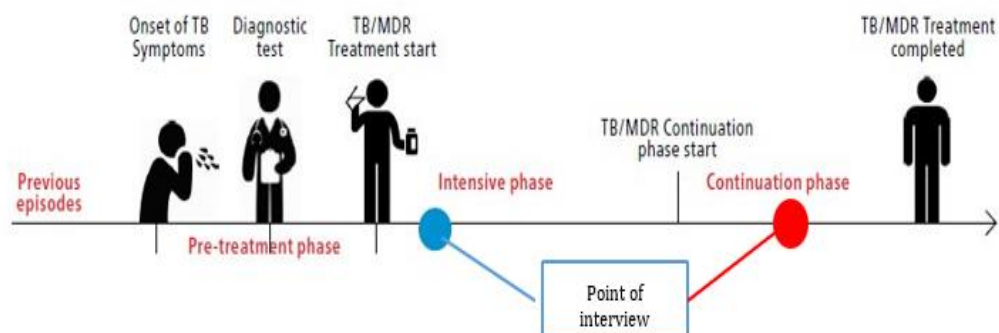 Onset of TB
Symptoms
Diagnostic
test
TB/MDR
Treatment start
TB/MDR Treatment
completed
TB/MDR Continuation
phase start
Previous
episodes
Intensive phase
Continuation phase
Pre-treatment phase
Point of
interview